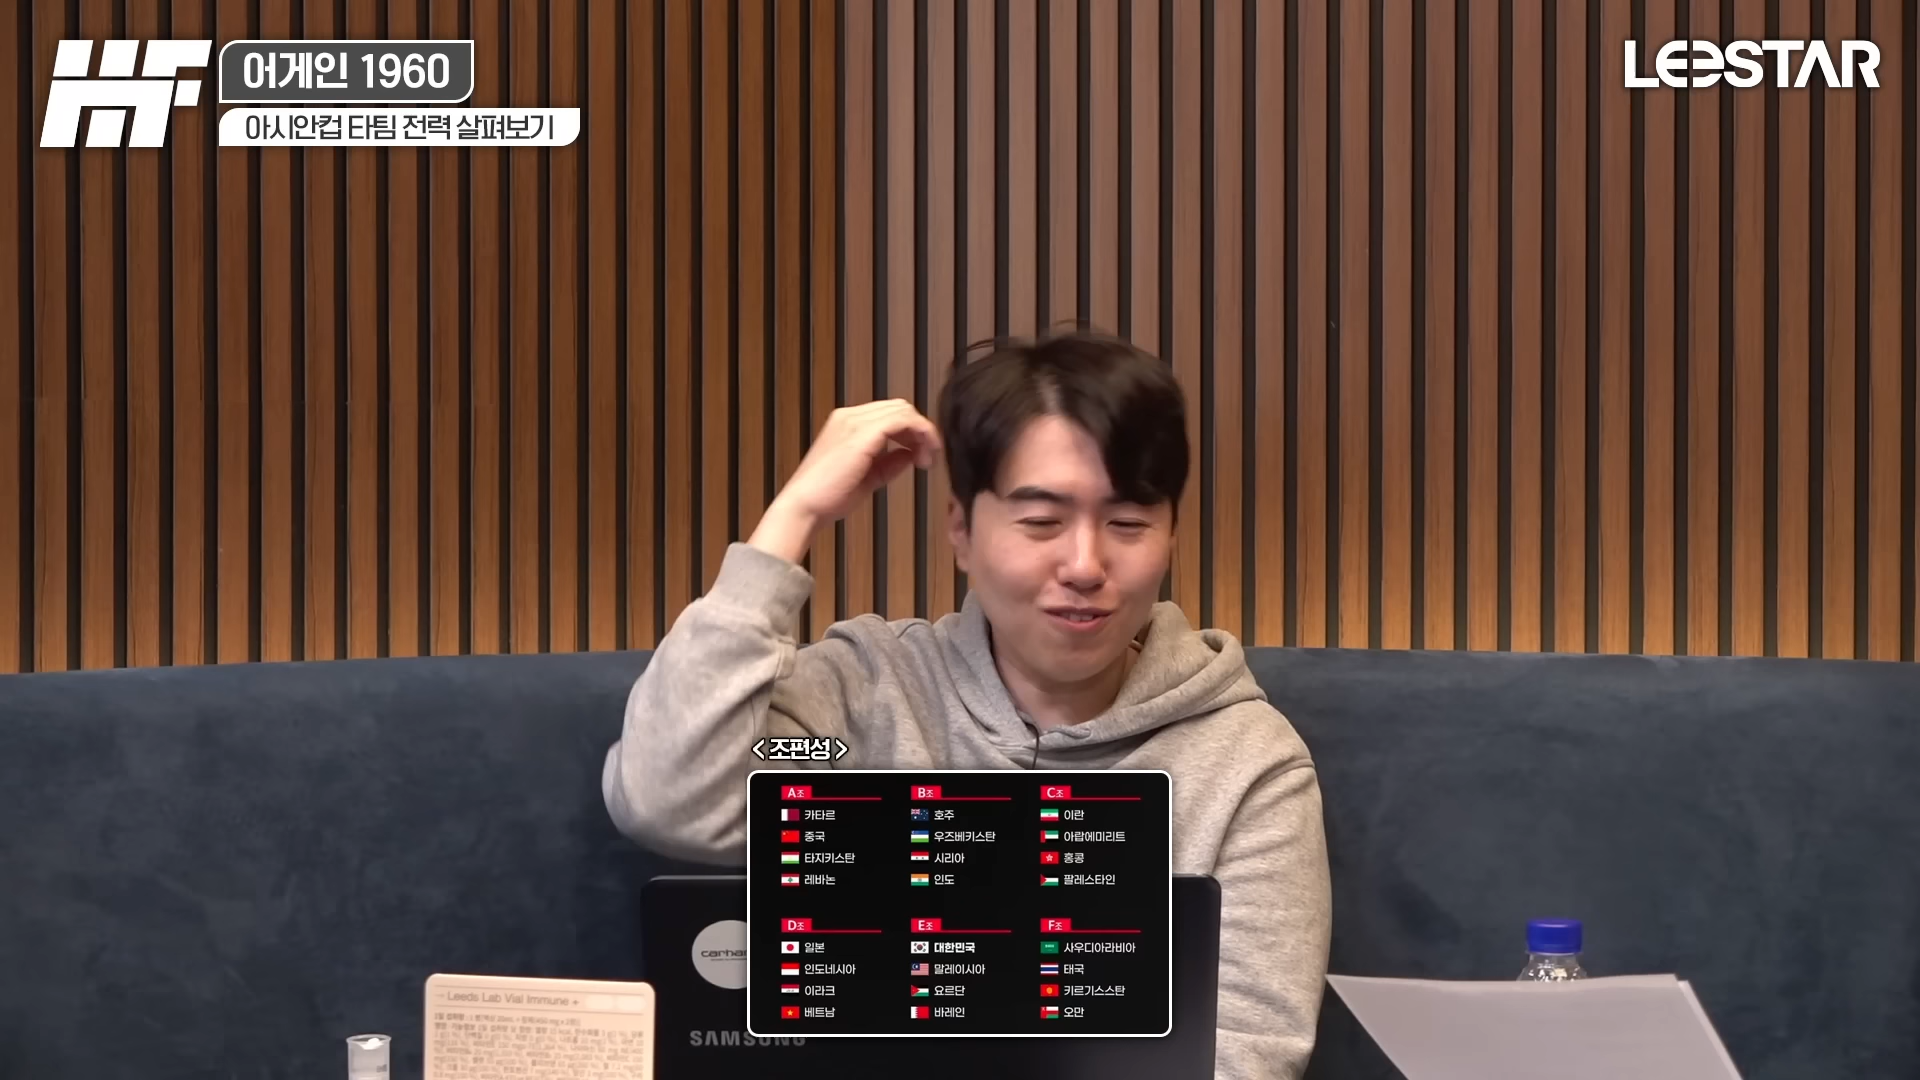 HF
어게인 1960
아시안컵 타팀 전력 살펴보기
LEESTAR
<조편성>
A조
카타르
중국
타지키스탄
레바논
B조
호주
우즈베키스탄
시리아
인도
C조
이란
아랍에미리트
홍콩
팔레스타인
D조
일본
인도네시아
이라크
베트남
E조
대한민국
말레이시아
요르단
바레인
F조
사우디아라비아
태국
키르기스스탄
오만
carha
SAMSUNG
Leeds Lab Vial Immune +